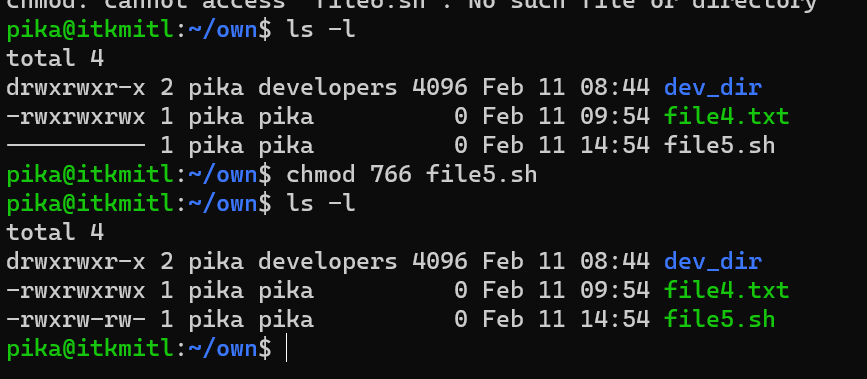 chmod: cannot access 'file6.sh': No such file or directory
pika@itkmitl:~/own$ ls -l
total 4
drwxrwxr-x 2 pika developers 4096 Feb 11 08:44 dev_dir
-rwxrwxrwx 1 pika pika          0 Feb 11 09:54 file4.txt
---------- 1 pika pika          0 Feb 11 14:54 file5.sh
pika@itkmitl:~/own$ chmod 766 file5.sh
pika@itkmitl:~/own$ ls -l
total 4
drwxrwxr-x 2 pika developers 4096 Feb 11 08:44 dev_dir
-rwxrwxrwx 1 pika pika          0 Feb 11 09:54 file4.txt
-rwxrw-rw- 1 pika pika          0 Feb 11 14:54 file5.sh
pika@itkmitl:~/own$